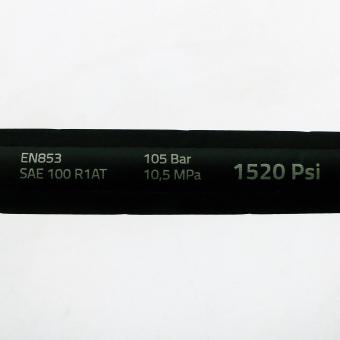 EN853
SAE 100 R1AT
105 Bar
10,5 MPa
1520 Psi